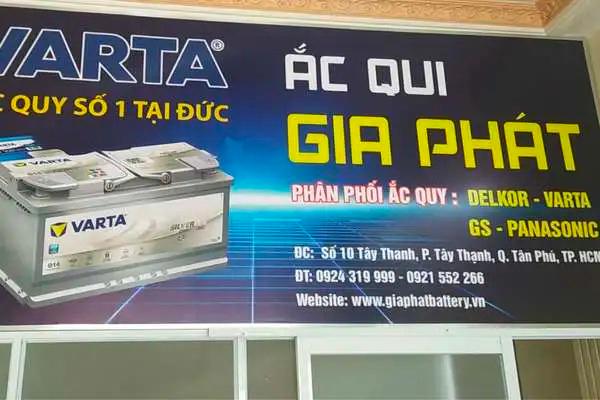 VARTA®
QUY SỐ 1 TẠI ĐỨC
VARTA
VARTA
SILVER
ẮC QUI
GIA PHÁT
PHÂN PHỐI ẮC QUY : DELKOR - VARTA
GS - PANASONIC
ĐC: Số 10 Tây Thanh, P. Tây Thạnh, Q. Tân Phú, TP. HCM
ĐT: 0924 319 999 - 0921 552 266
Website: www.giaphatbattery.vn